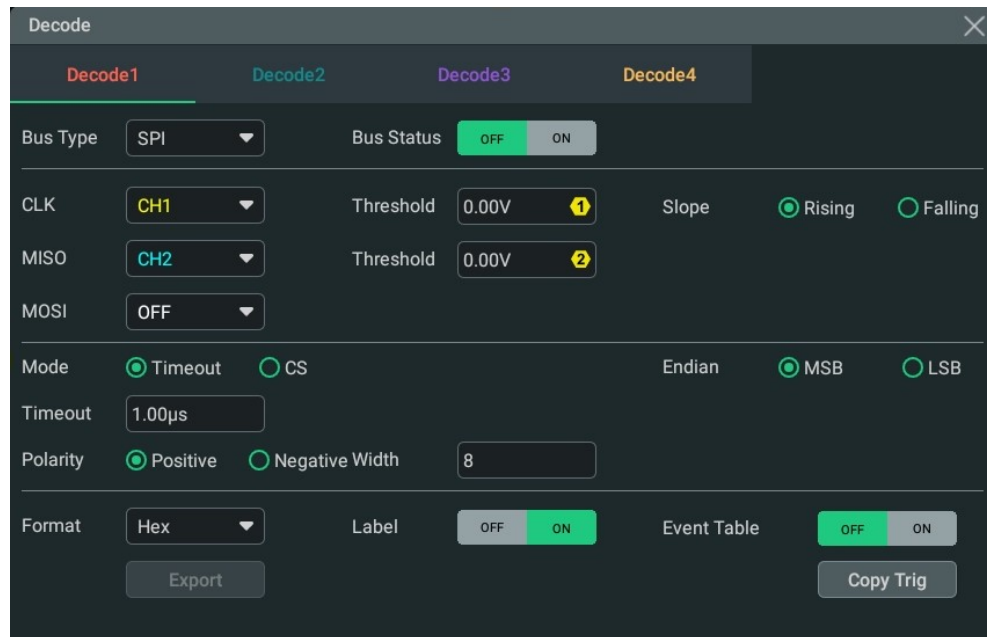 Decode
Decode1 Decode2 Decode3 Decode4
Bus Type SPI Bus Status OFF ON
CLK CH1 Threshold 0.00V 1 Slope Rising Falling
MISO CH2 Threshold 0.00V 2
MOSI OFF
Mode Timeout CS Endian MSB LSB
Timeout 1.00µs
Polarity Positive Negative Width 8
Format Hex Label OFF ON Event Table OFF ON
Export Copy Trig